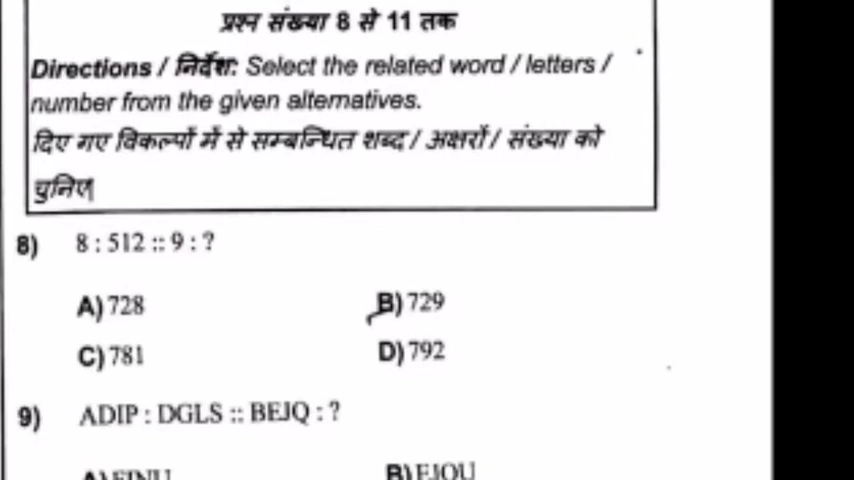 प्रश्न संख्या 8 से 11 तक
Directions / निर्देश: Select the related word / letters /
number from the given alternatives.
दिए गए विकल्पों में से सम्बन्धित शब्द / अक्षरों / संख्या को
चुनिए|
8) 8 : 512 :: 9 : ?
A) 728 B) 729
C) 781 D) 792
9) ADIP : DGLS :: BEJQ : ?
A) B)